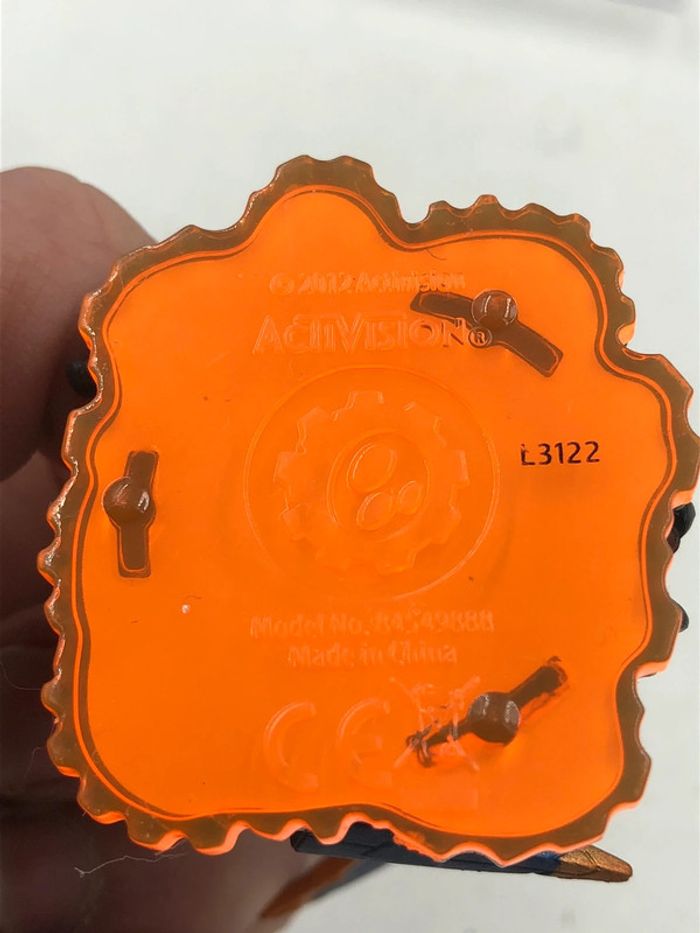 © 2012 Activision
ACTIVISION®
L3122
Model No. 84549888
Made in China
CE